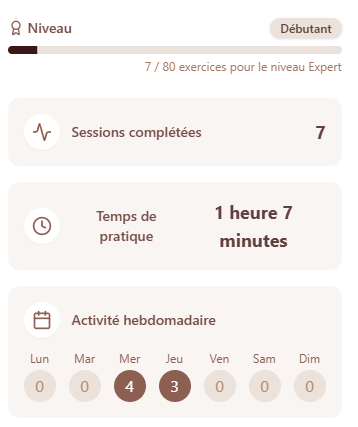 Niveau
Débutant
7 / 80 exercices pour le niveau Expert
Sessions complétées
7
Temps de
pratique
1 heure 7
minutes
Activité hebdomadaire
Lun Mar Mer Jeu Ven Sam Dim
0 0 4 3 0 0 0